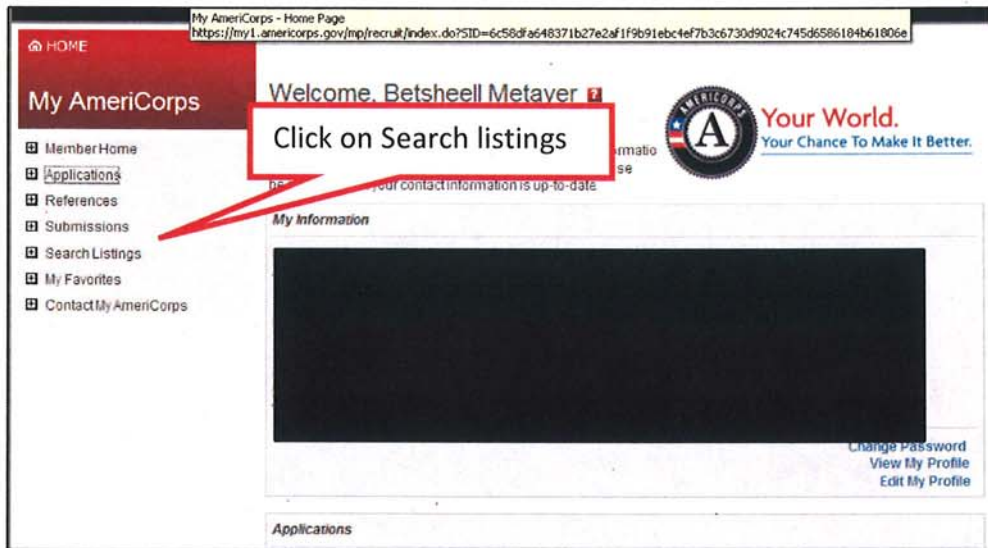 My AmeriCorps - Home Page
https://my1.americorps.gov/mp/recruit/index.do?SID=6c58dfa648371b27e2af1f9b91ebc4ef7b3c6730d9024c745d6586184b61806e
HOME
My AmeriCorps
Member Home
Applications
References
Submissions
Search Listings
My Favorites
Contact My AmeriCorps
Welcome, Betsheell Metayer ?
Click on Search listings
your contact information is up-to-date
AMERICORPS
A
Your World.
Your Chance To Make It Better.
My Information
Change Password
View My Profile
Edit My Profile
Applications